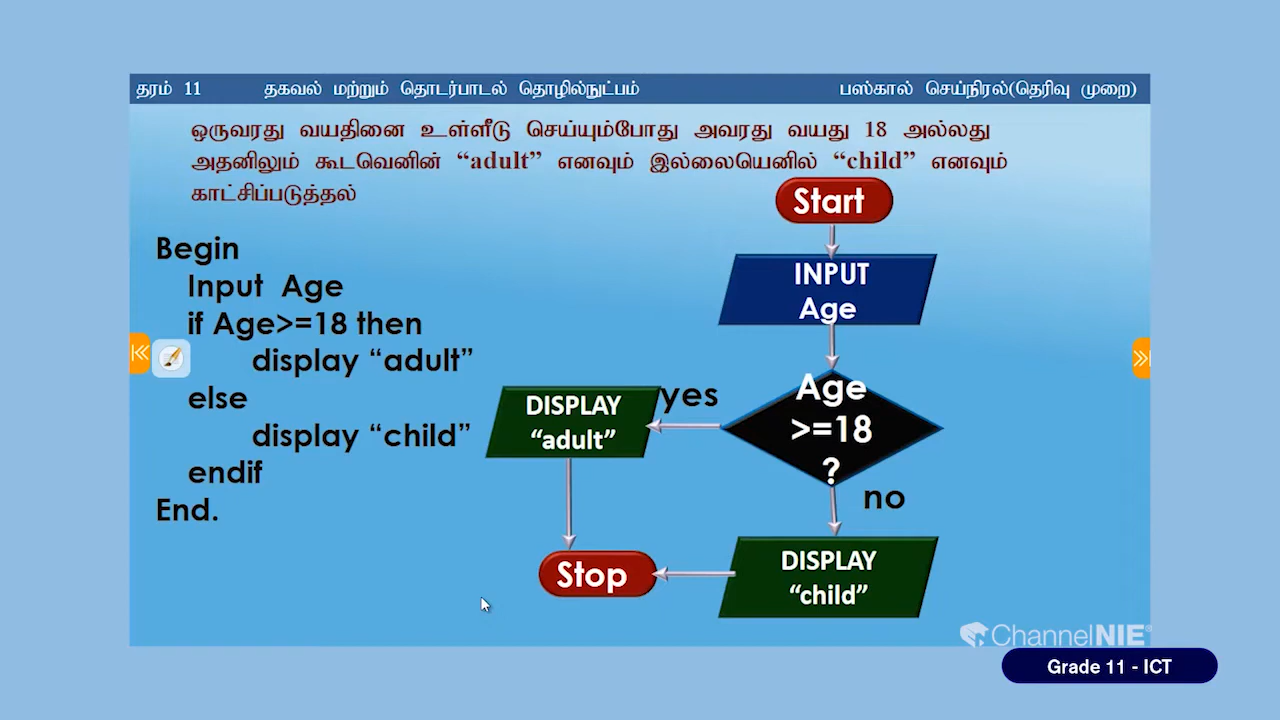 தரம் 11 தகவல் மற்றும் தொடர்பாடல் தொழில்நுட்பம் பஸ்கால் செய்நிரல்(தெரிவு முறை)
ஒருவரது வயதினை உள்ளீடு செய்யும்போது அவரது வயது 18 அல்லது
அதனிலும் கூடவெனின் “adult” எனவும் இல்லையெனில் “child” எனவும்
காட்சிப்படுத்தல்
Begin
Input Age
if Age>=18 then
display “adult”
else
display “child”
endif
End.
Start
INPUT
Age
Age
>=18
?
yes
DISPLAY
“adult”
no
DISPLAY
“child”
Stop
ChannelNIE®
Grade 11 - ICT